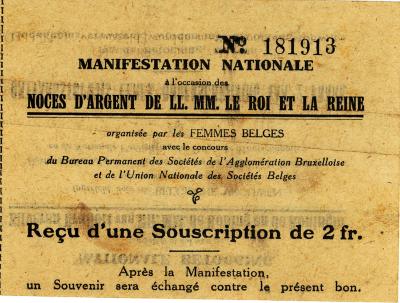 Nº 181913
MANIFESTATION NATIONALE
à l'occasion des
NOCES D'ARGENT DE LL. MM. LE ROI ET LA REINE
organisée par les FEMMES BELGES
avec le concours
du Bureau Permanent des Sociétés de l'Agglomération Bruxelloise
et de l'Union Nationale des Sociétés Belges
Reçu d'une Souscription de 2 fr.
Après la Manifestation,
un Souvenir sera échangé contre le présent bon.